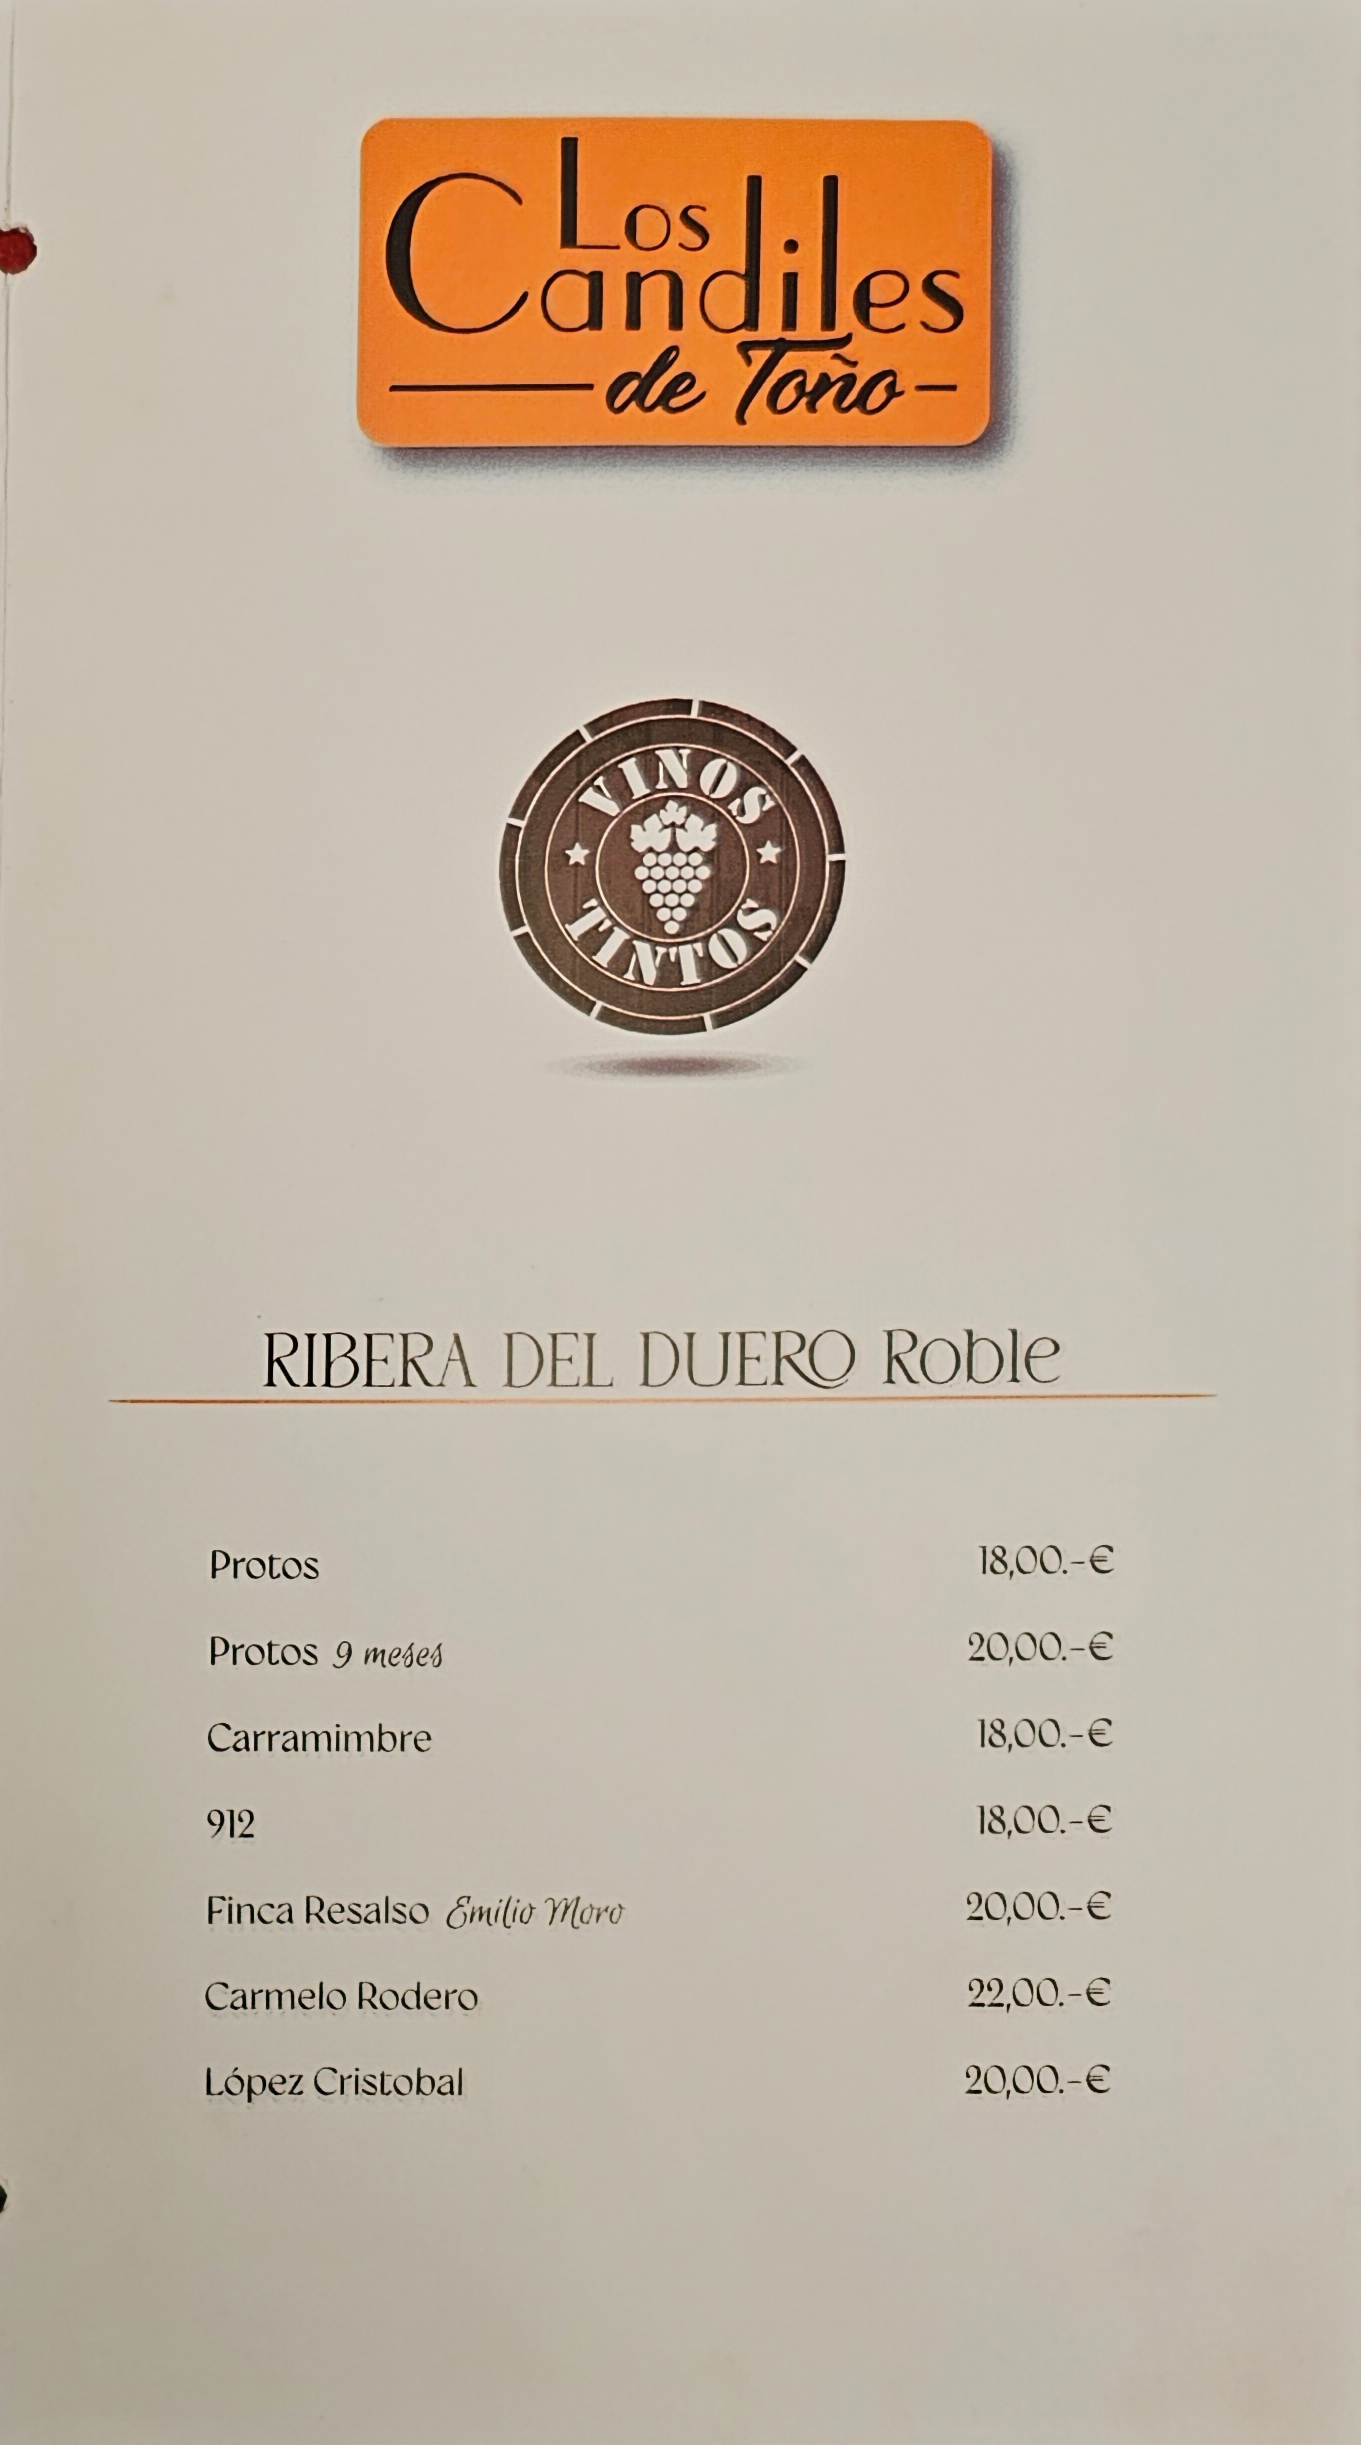 Los
Candiles
de Toño
VINOS
TINTOS
RIBERA DEL DUERO Roble
Protos 18,00.-€
Protos 9 meses 20,00.-€
Carramimbre 18,00.-€
912 18,00.-€
Finca Resalso Emilio Moro 20,00.-€
Carmelo Rodero 22,00.-€
López Cristobal 20,00.-€